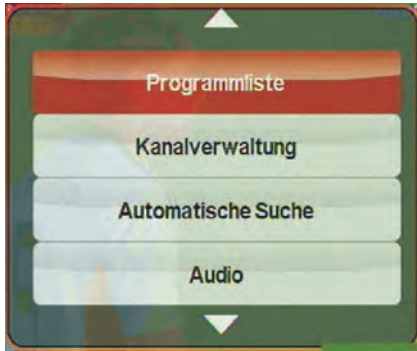 Programmliste
Kanalverwaltung
Automatische Suche
Audio